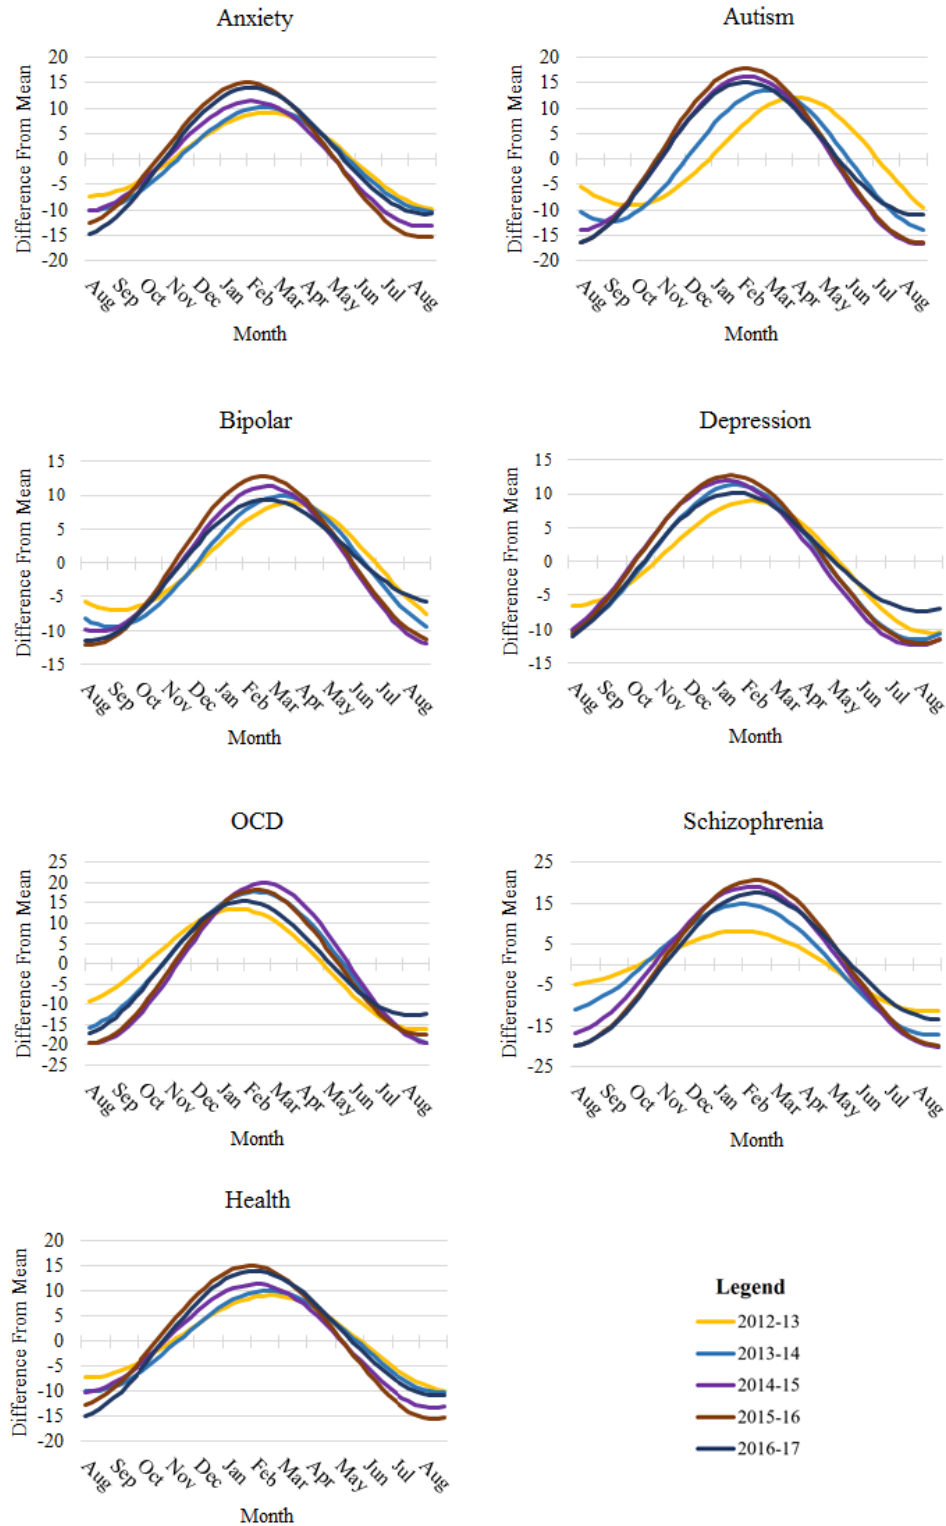 Anxiety
Difference From Mean
20
15
10
5
0
-5
-10
-15
-20
Aug Sep Oct Nov Dec Jan Feb Mar Apr May Jun Jul Aug
Month
Autism
Difference From Mean
20
15
10
5
0
-5
-10
-15
-20
Aug Sep Oct Nov Dec Jan Feb Mar Apr May Jun Jul Aug
Month
Bipolar
Difference From Mean
15
10
5
0
-5
-10
-15
Aug Sep Oct Nov Dec Jan Feb Mar Apr May Jun Jul Aug
Month
Depression
Difference From Mean
15
10
5
0
-5
-10
-15
Aug Sep Oct Nov Dec Jan Feb Mar Apr May Jun Jul Aug
Month
OCD
Difference From Mean
25
20
15
10
5
0
-5
-10
-15
-20
-25
Aug Sep Oct Nov Dec Jan Feb Mar Apr May Jun Jul Aug
Month
Schizophrenia
Difference From Mean
25
15
5
-5
-15
-25
Aug Sep Oct Nov Dec Jan Feb Mar Apr May Jun Jul Aug
Month
Health
Difference From Mean
20
15
10
5
0
-5
-10
-15
-20
Aug Sep Oct Nov Dec Jan Feb Mar Apr May Jun Jul Aug
Month
Legend
2012-13
2013-14
2014-15
2015-16
2016-17